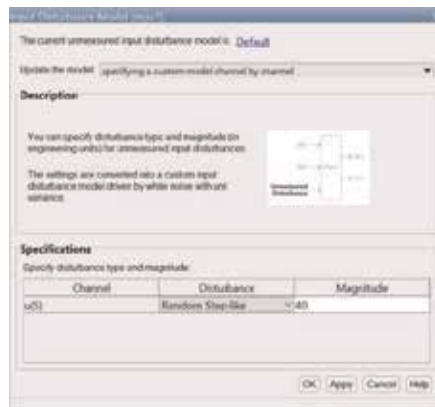 Input Disturbance Model (mpc1)
The current unmeasured input disturbance model is: Default
Update the model: specifying a custom model channel by channel
Description
You can specify disturbance type and magnitude (in
engineering units) for unmeasured input disturbances.
The settings are converted into a custom input
disturbance model driven by white noise with unit
variance.
Unmeasured
Disturbance
Specifications
Specify disturbance type and magnitude:
Channel Disturbance Magnitude
u(5) Random Step-like 40
OK Apply Cancel Help